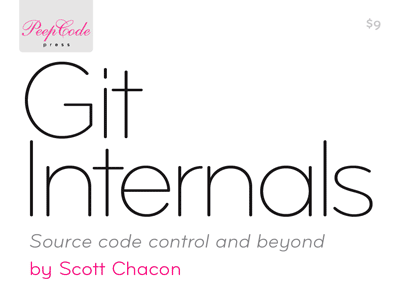 PeepCode
press
$9
Git
Internals
Source code control and beyond
by Scott Chacon